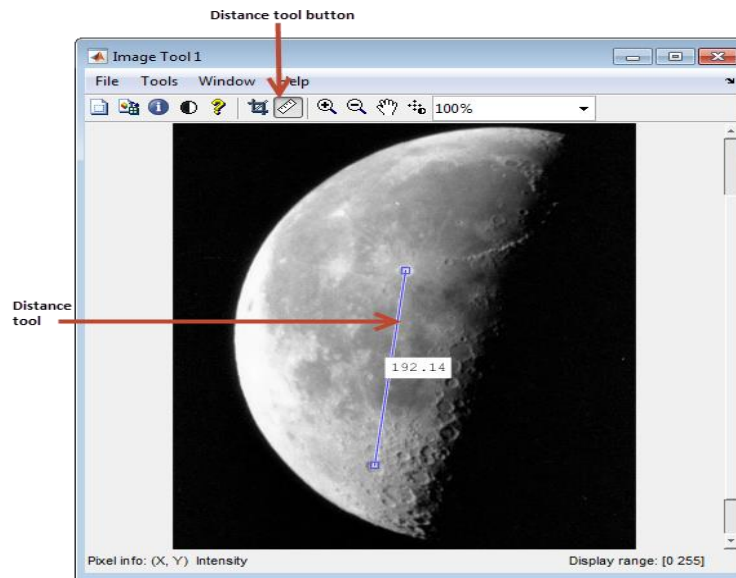 Distance tool button
Image Tool 1
File Tools Window Help
100%
Distance
tool
192.14
Pixel info: (X, Y) Intensity
Display range: [0 255]